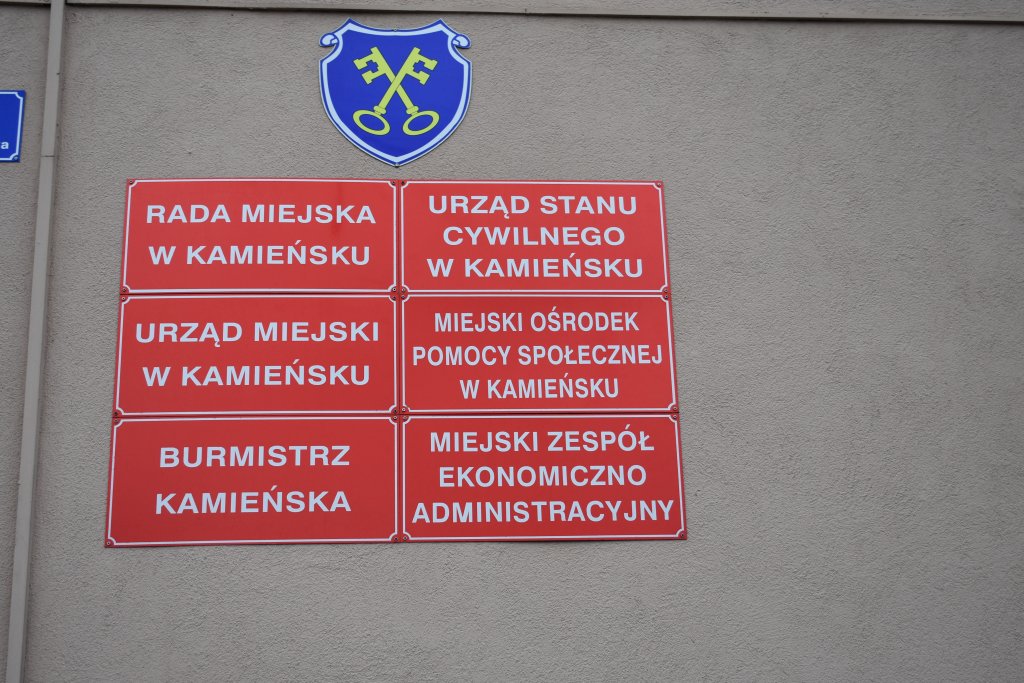 RADA MIEJSKA
W KAMIEŃSKU
URZĄD STANU
CYWILNEGO
W KAMIEŃSKU
URZĄD MIEJSKI
W KAMIEŃSKU
MIEJSKI OŚRODEK
POMOCY SPOŁECZNEJ
W KAMIEŃSKU
BURMISTRZ
KAMIEŃSKA
MIEJSKI ZESPÓŁ
EKONOMICZNO
ADMINISTRACYJNY